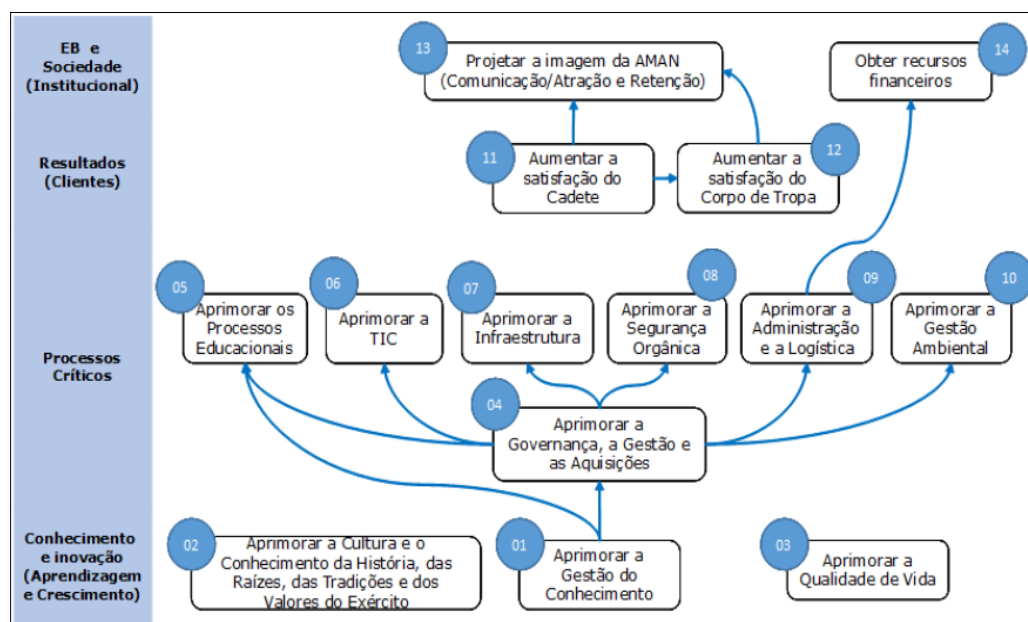 EB e
Sociedade
(Institucional)
13
Projetar a imagem da AMAN
(Comunicação/Atração e Retenção)
14
Obter recursos
financeiros
Resultados
(Clientes)
11
Aumentar a
satisfação do
Cadete
12
Aumentar a
satisfação do
Corpo de Tropa
Processos
Críticos
05
Aprimorar os
Processos
Educacionais
06
Aprimorar a
TIC
07
Aprimorar a
Infraestrutura
08
Aprimorar a
Segurança
Orgânica
09
Aprimorar a
Administração
e a Logística
10
Aprimorar a
Gestão
Ambiental
04
Aprimorar a
Governança, a Gestão e
as Aquisições
Conhecimento
e inovação
(Aprendizagem
e Crescimento)
02
Aprimorar a Cultura e o
Conhecimento da História, das
Raízes, das Tradições e dos
Valores do Exército
01
Aprimorar a
Gestão do
Conhecimento
03
Aprimorar a
Qualidade de Vida